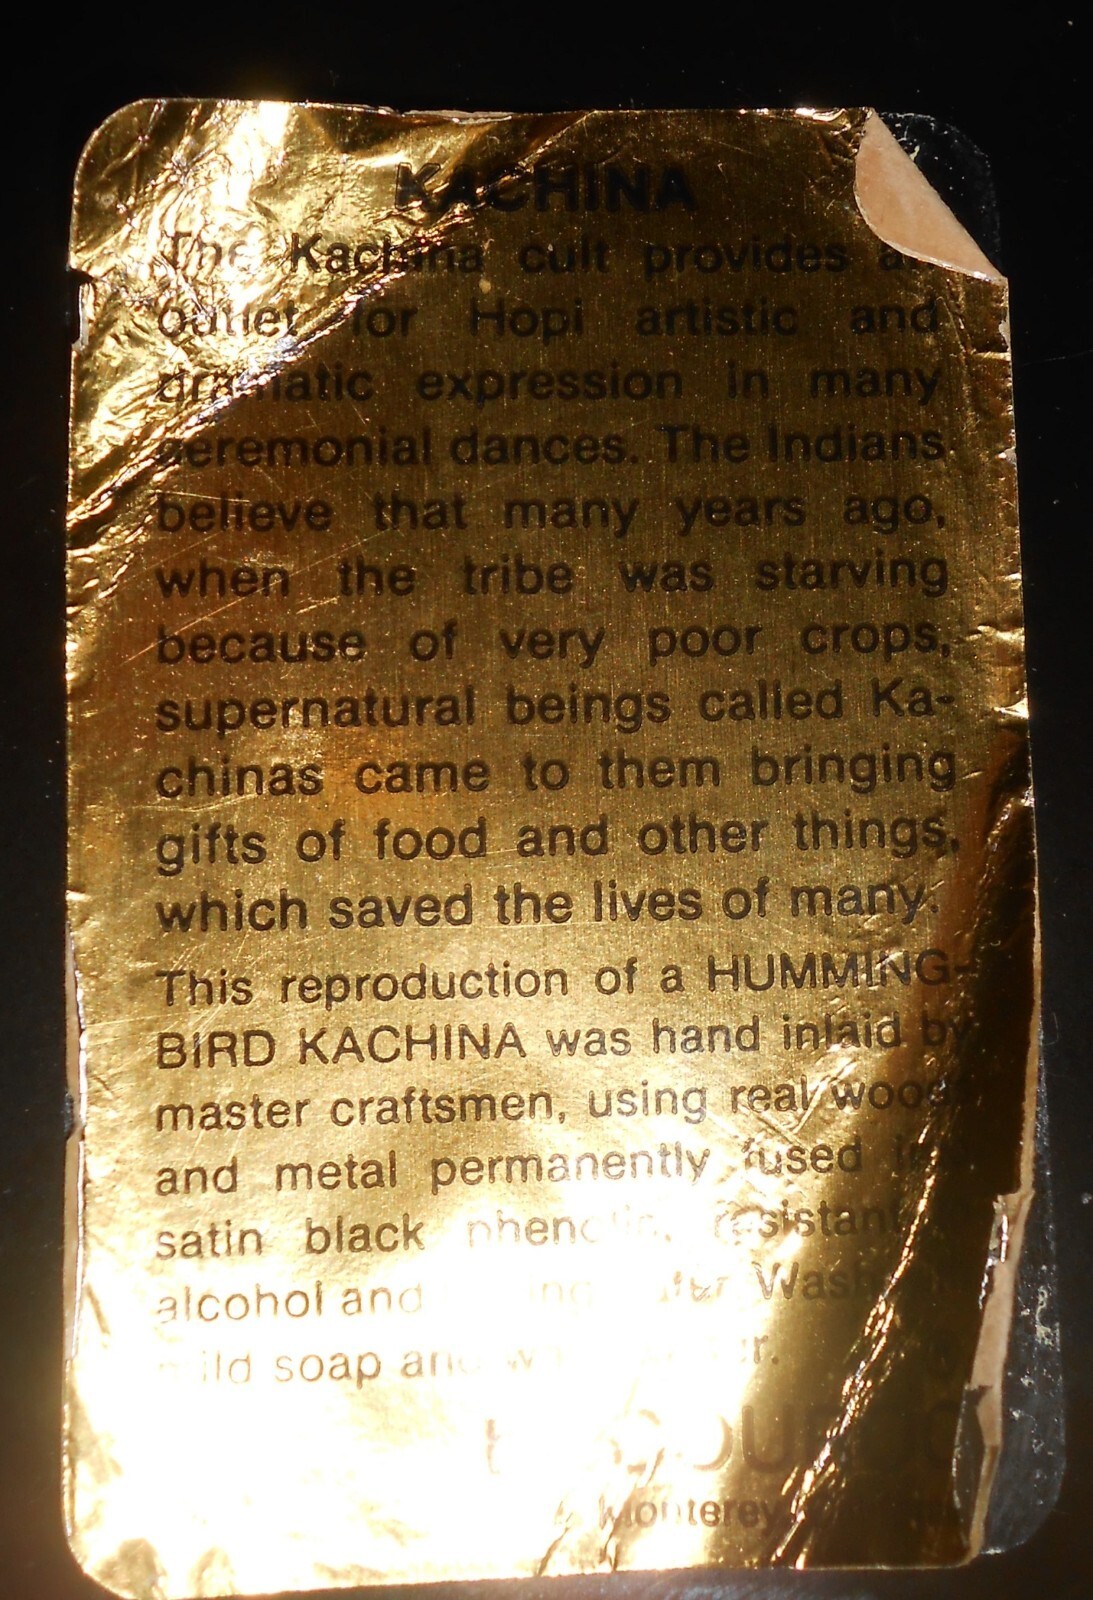 KACHINA
The Kachina cult provides an
outlet for Hopi artistic and
dramatic expression in many
ceremonial dances. The Indians
believe that many years ago,
when the tribe was starving
because of very poor crops,
supernatural beings called Ka-
chinas came to them bringing
gifts of food and other things,
which saved the lives of many.
This reproduction of a HUMMING-
BIRD KACHINA was hand inlaid by
master craftsmen, using real wood
and metal permanently fused in
satin black phenolic, resistant
alcohol and
mild soap and
Monterey